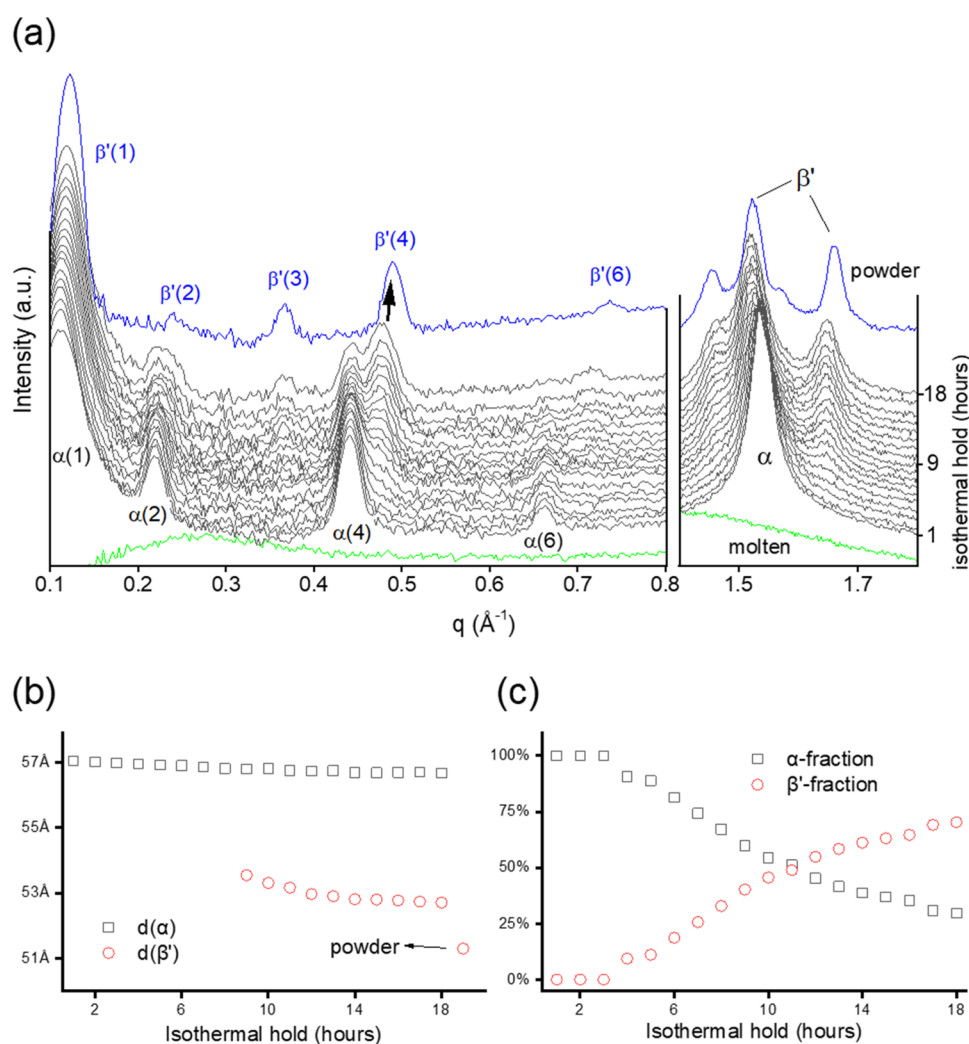 (a)
β'(1)
β'(2)
β'(3)
β'(4)
β'(6)
β'
powder
Intensity (a.u.)
α(1)
α(2)
α(4)
α(6)
α
molten
18
9
1
isothermal hold (hours)
0.1 0.2 0.3 0.4 0.5 0.6 0.7 0.8 1.5 1.7
q (Å⁻¹)
(b)
57Å
55Å
53Å
51Å
d(α)
d(β')
powder
2 6 10 14 18
Isothermal hold (hours)
(c)
100%
75%
50%
25%
0%
α-fraction
β'-fraction
2 6 10 14 18
Isothermal hold (hours)